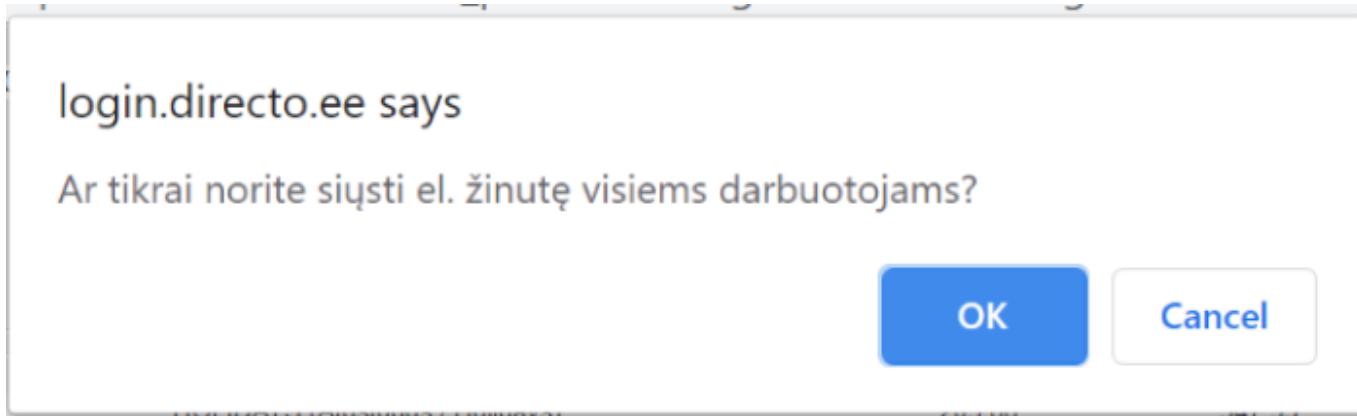 login.directo.ee says
Ar tikrai norite siųsti el. žinutę visiems darbuotojams?
OK Cancel